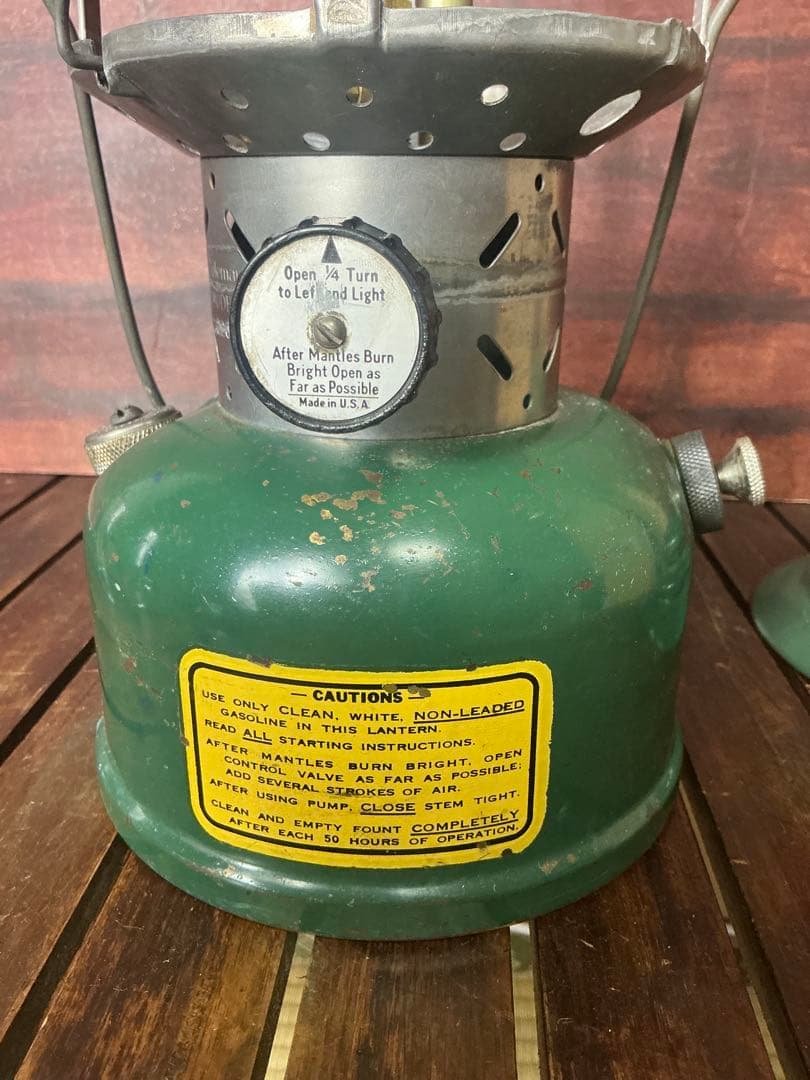 Open ¼ Turn
to Left and Light
After Mantles Burn
Bright Open as
Far as Possible
Made in U.S.A.
— CAUTIONS —
USE ONLY CLEAN, WHITE, NON-LEADED
GASOLINE IN THIS LANTERN.
READ ALL STARTING INSTRUCTIONS.
AFTER MANTLES BURN BRIGHT, OPEN
CONTROL VALVE AS FAR AS POSSIBLE;
ADD SEVERAL STROKES OF AIR.
AFTER USING PUMP, CLOSE STEM TIGHT.
CLEAN AND EMPTY FOUNT COMPLETELY
AFTER EACH 50 HOURS OF OPERATION.